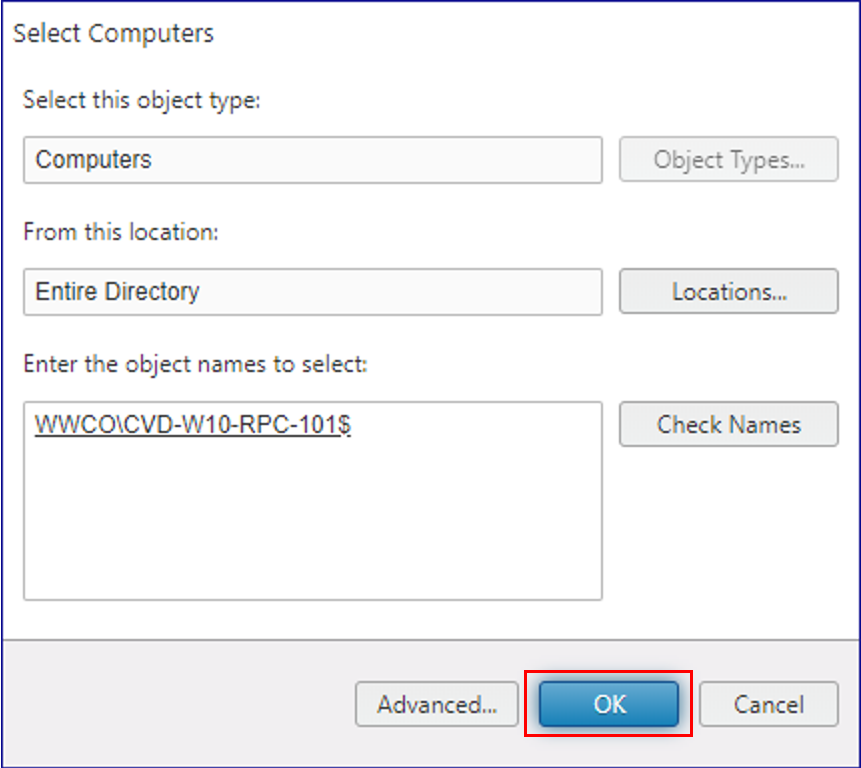 Select Computers
Select this object type:
Computers
Object Types...
From this location:
Entire Directory
Locations...
Enter the object names to select:
WWCO\CVD-W10-RPC-101$
Check Names
Advanced...
OK
Cancel